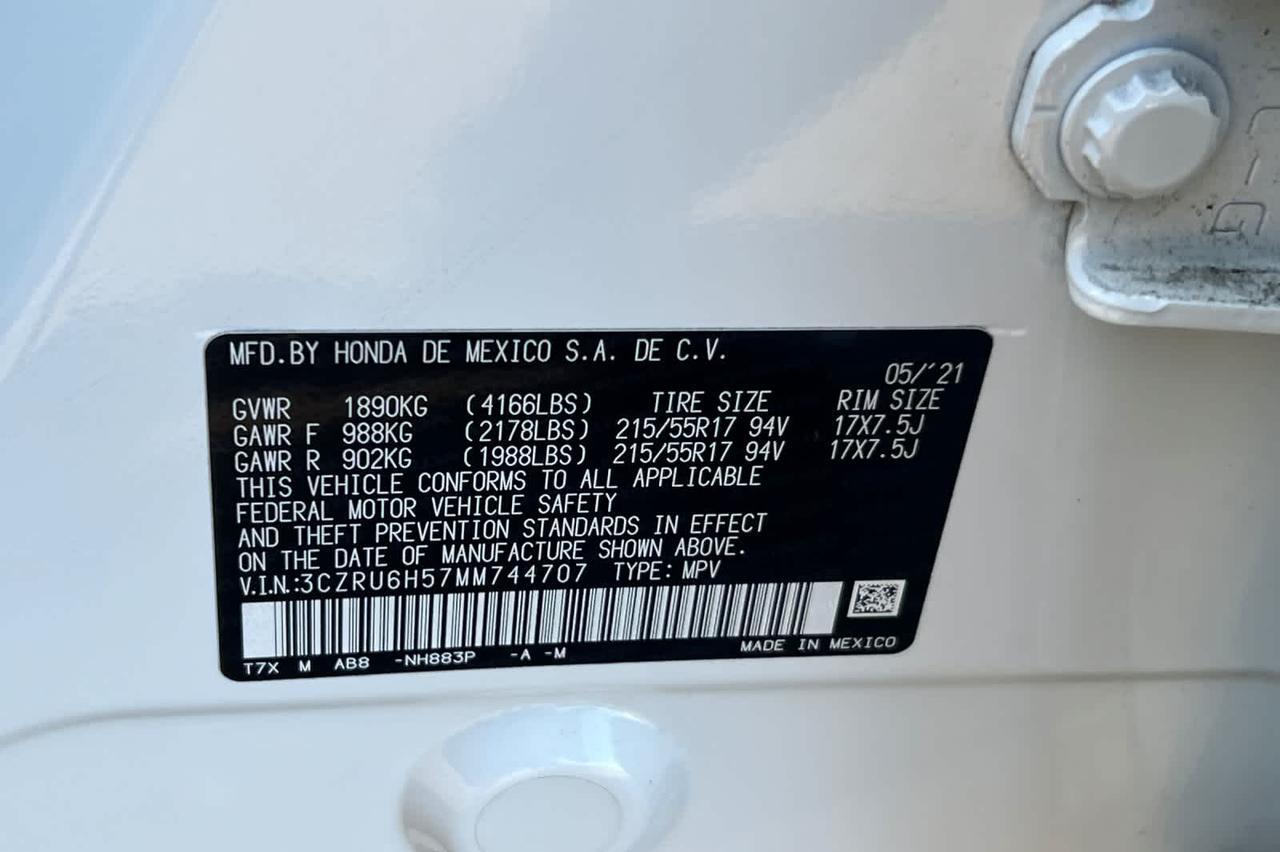 MFD.BY HONDA DE MEXICO S.A. DE C.V.
05/'21
GVWR 1890KG (4166LBS) TIRE SIZE RIM SIZE
GAWR F 988KG (2178LBS) 215/55R17 94V 17X7.5J
GAWR R 902KG (1988LBS) 215/55R17 94V 17X7.5J
THIS VEHICLE CONFORMS TO ALL APPLICABLE
FEDERAL MOTOR VEHICLE SAFETY
AND THEFT PREVENTION STANDARDS IN EFFECT
ON THE DATE OF MANUFACTURE SHOWN ABOVE.
V.I.N.:3CZRU6H57MM744707 TYPE: MPV
T7X M AB8 -NH883P -A -M MADE IN MEXICO